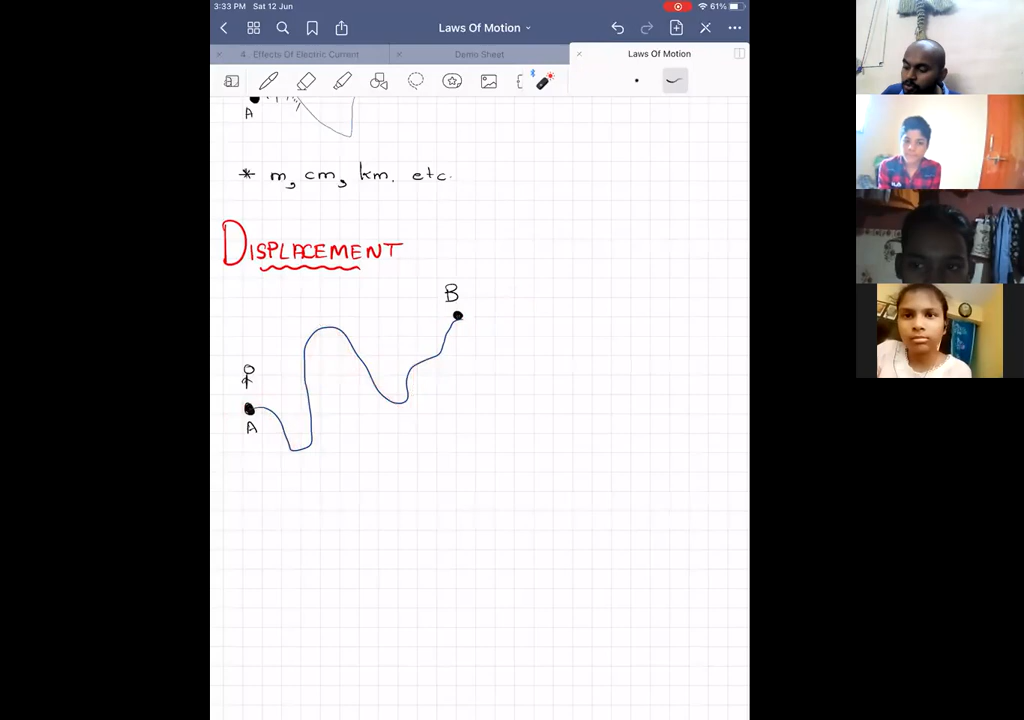 3:33 PM Sat 12 Jun
61%
Laws Of Motion
4. Effects Of Electric Current
Demo Sheet
Laws Of Motion
A
* m, cm, km. etc.
DISPLACEMENT
B
A